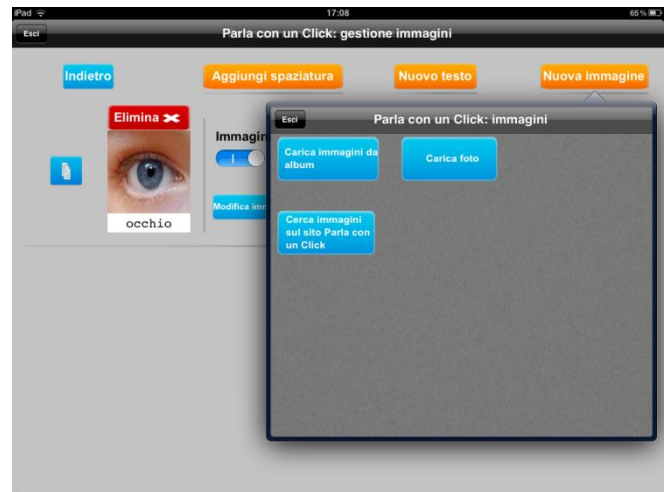 iPad 17:08 65%
Esci Parla con un Click: gestione immagini
Indietro Aggiungi spaziatura Nuovo testo Nuova immagine
Elimina
Immagin
Modifica imm
occhio
Esci Parla con un Click: immagini
Carica immagini da
album
Carica foto
Cerca immagini
sul sito Parla con
un Click